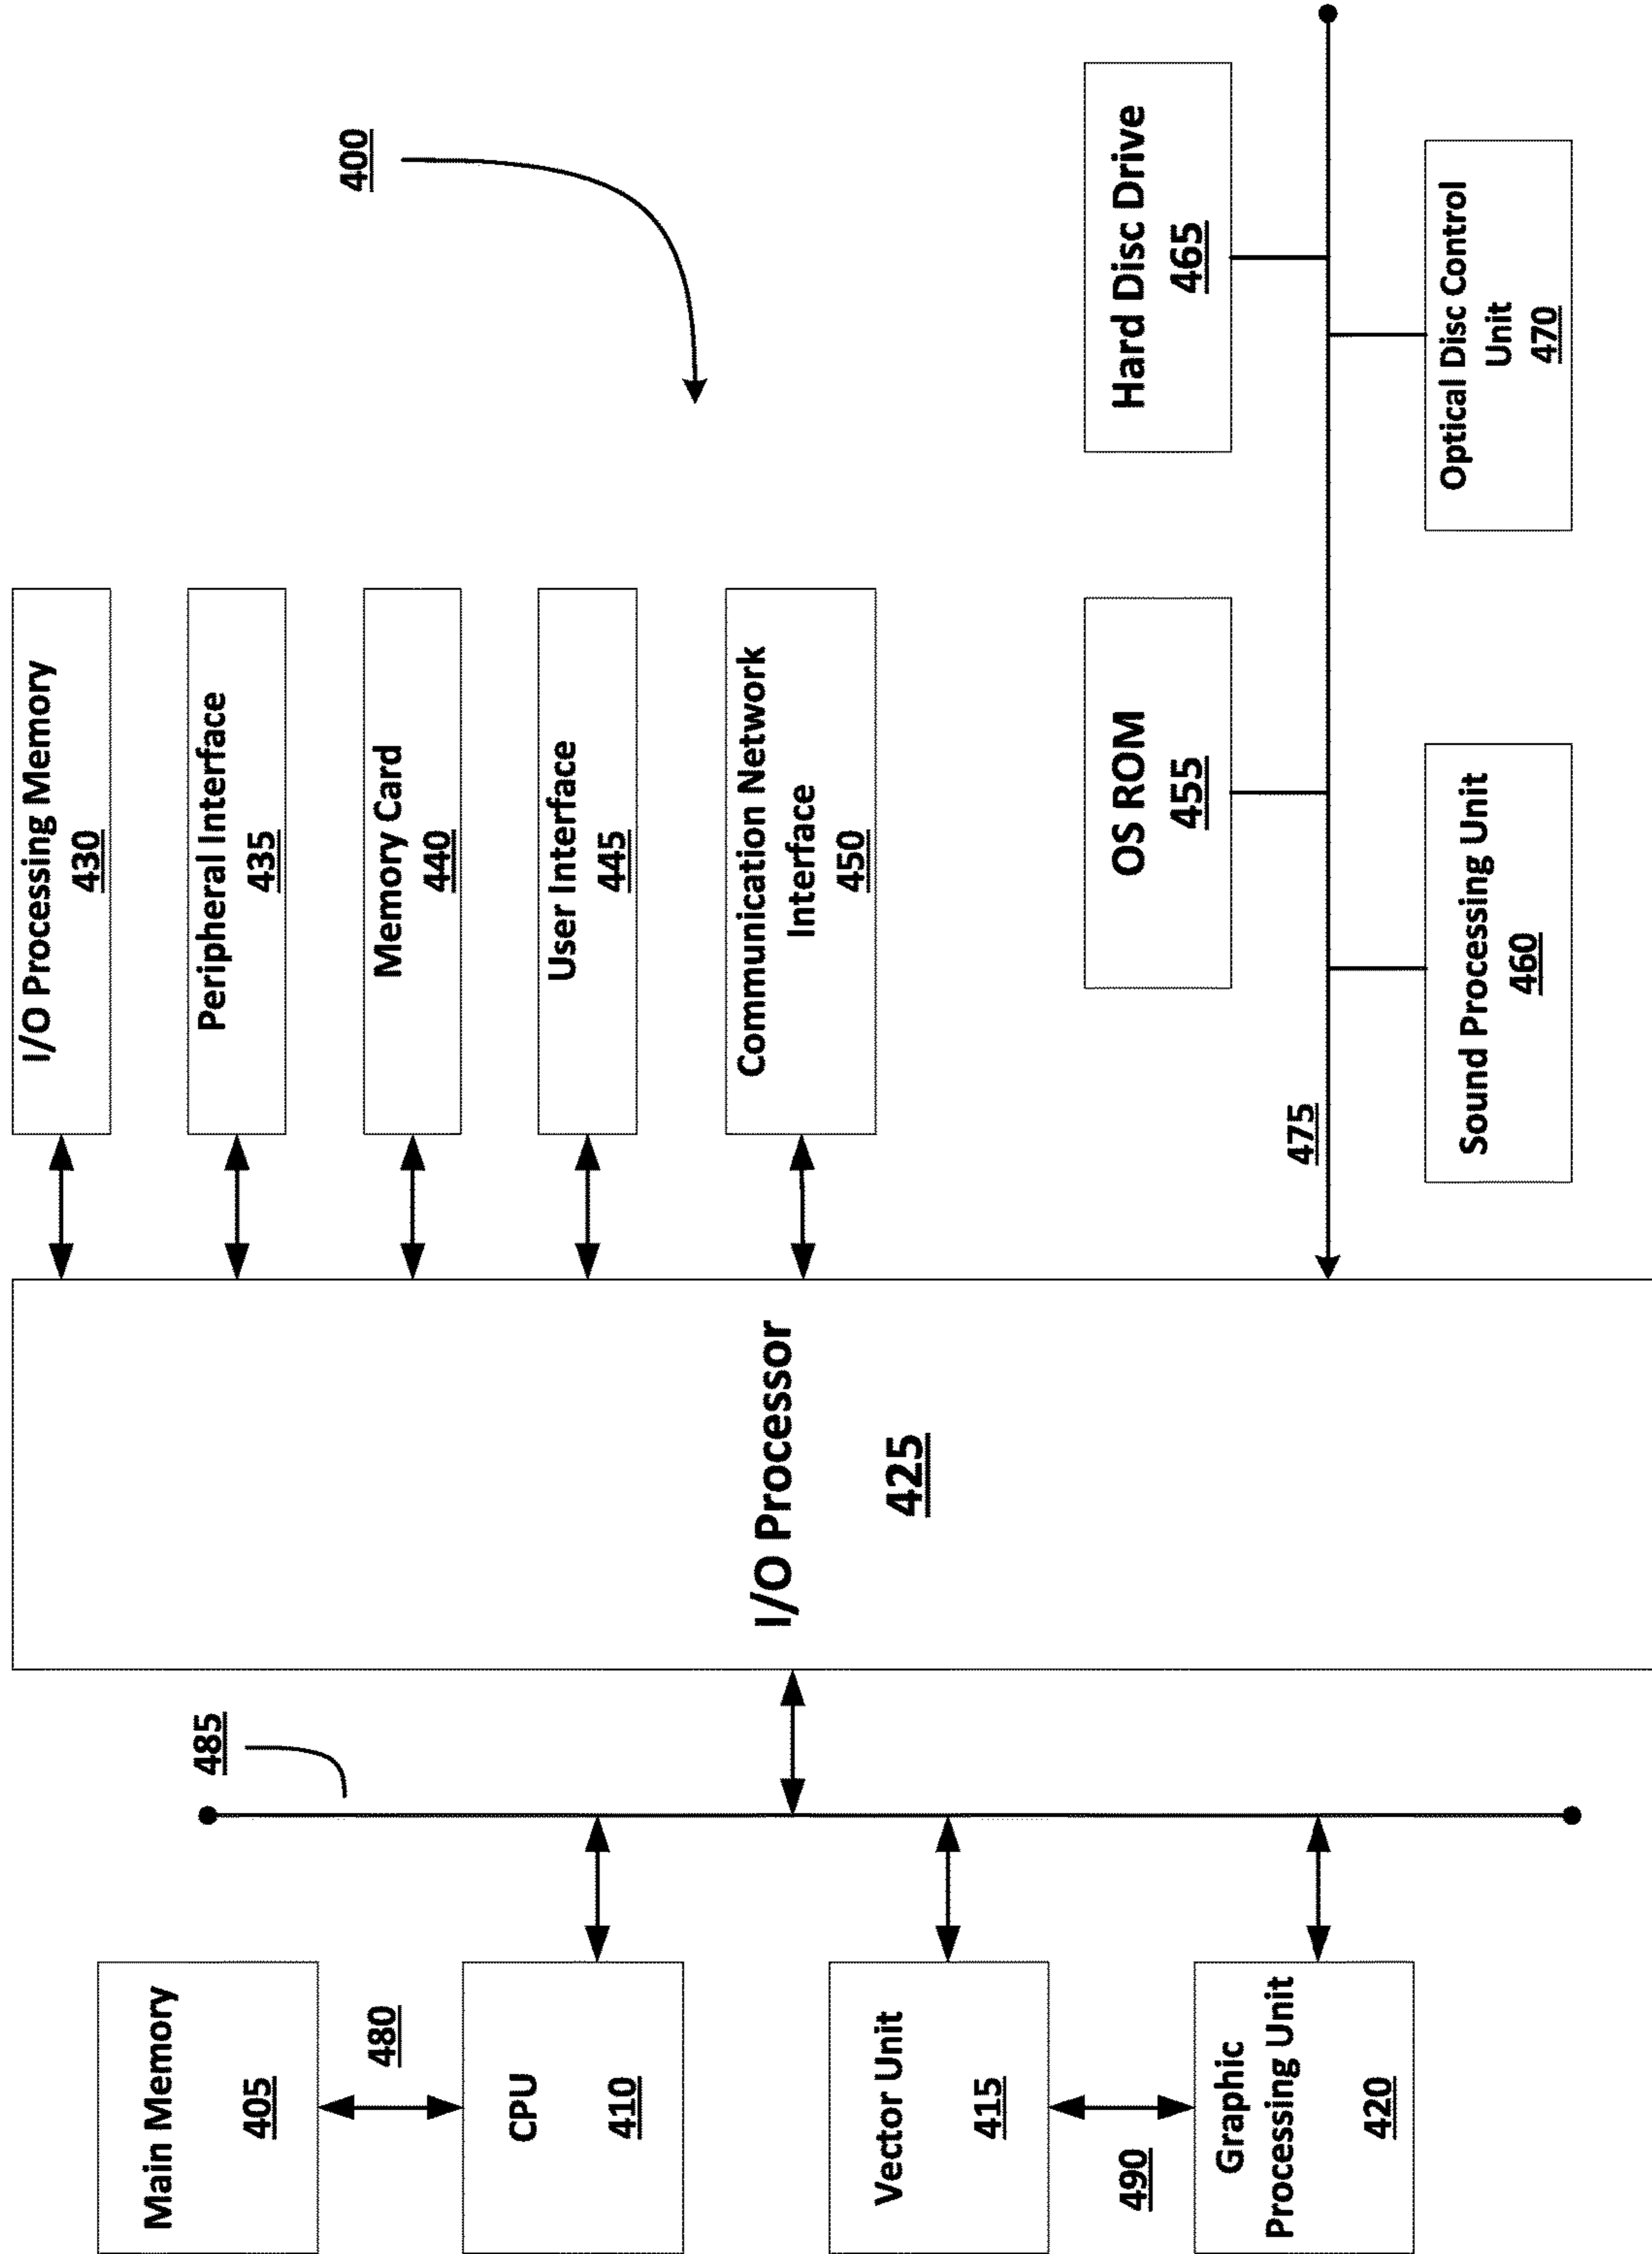 400
Main Memory
405
480
CPU
410
Vector Unit
415
490
Graphic
Processing Unit
420
485
I/O Processor
425
I/O Processing Memory
430
Peripheral Interface
435
Memory Card
440
User Interface
445
Communication Network
Interface
450
475
OS ROM
455
Hard Disc Drive
465
Sound Processing Unit
460
Optical Disc Control
Unit
470